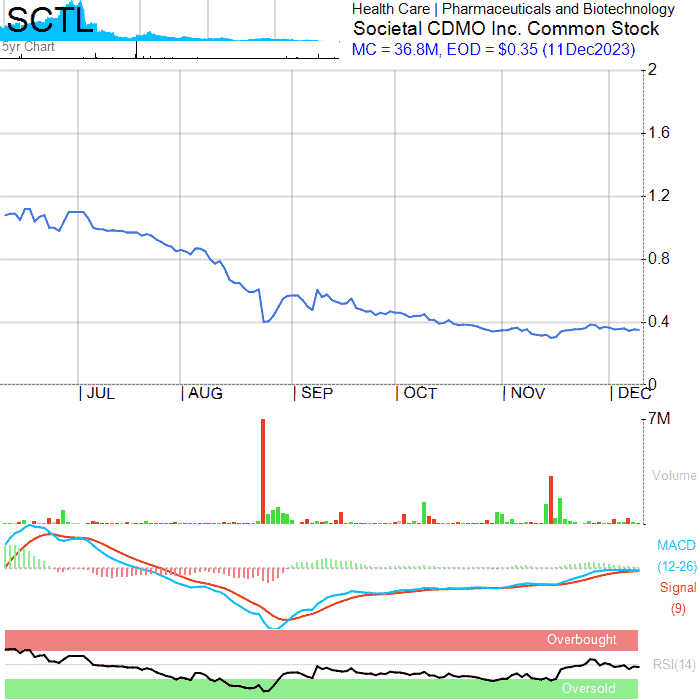 SCTL
5yr Chart
Health Care | Pharmaceuticals and Biotechnology
Societal CDMO Inc. Common Stock
MC = 36.8M, EOD = $0.35 (11Dec2023)
2
1.6
1.2
0.8
0.4
0
JUL AUG SEP OCT NOV DEC
7M
Volume
MACD
(12-26)
Signal
(9)
Overbought
RSI(14)
Oversold